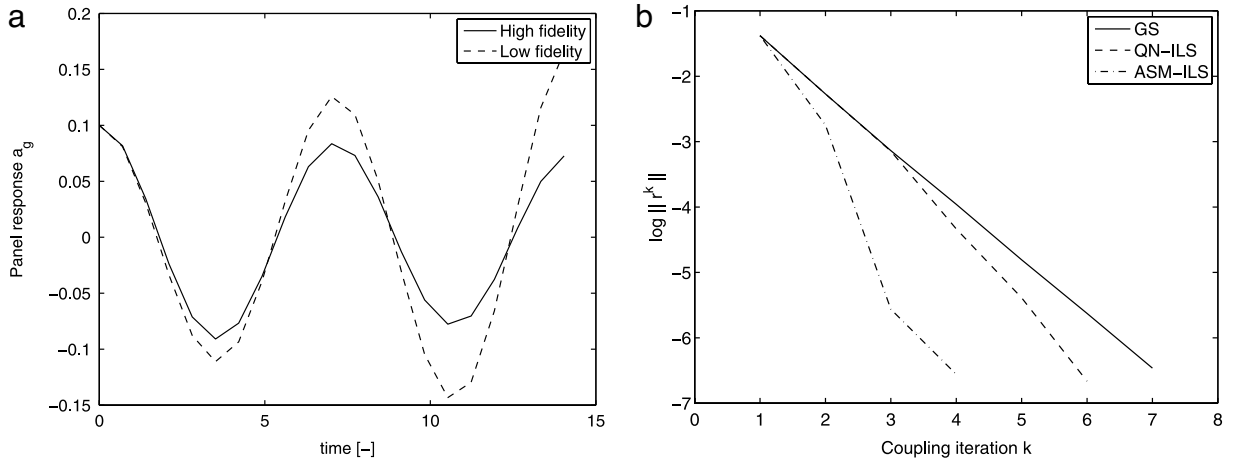 a
0.2
0.15
0.1
0.05
0
−0.05
−0.1
−0.15
0
5
10
15
Panel response a_g
time [−]
High fidelity
Low fidelity
b
−1
−2
−3
−4
−5
−6
−7
0
1
2
3
4
5
6
7
8
log || r^k ||
Coupling iteration k
GS
QN−ILS
ASM−ILS